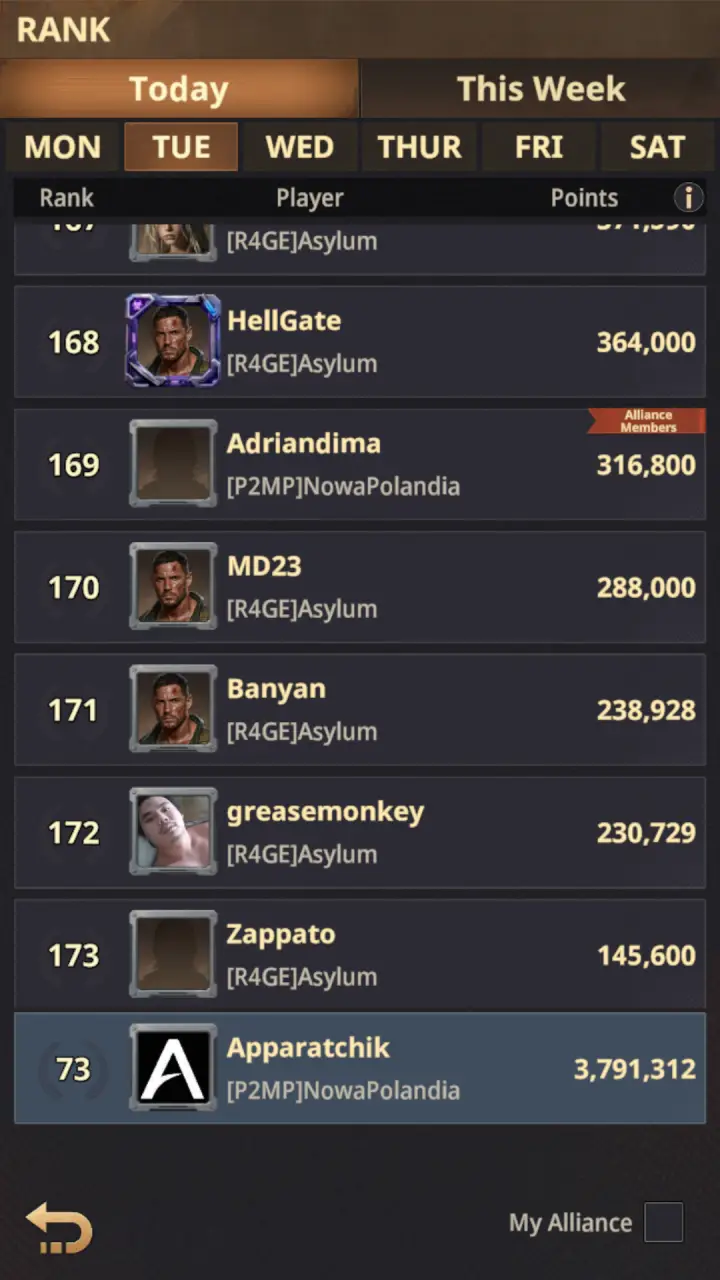 RANK
Today
This Week
MON
TUE
WED
THUR
FRI
SAT
Rank
Player
Points
[R4GE]Asylum
168
HellGate
[R4GE]Asylum
364,000
169
Adriandima
[P2MP]NowaPolandia
Alliance
Members
316,800
170
MD23
[R4GE]Asylum
288,000
171
Banyan
[R4GE]Asylum
238,928
172
greasemonkey
[R4GE]Asylum
230,729
173
Zappato
[R4GE]Asylum
145,600
73
Apparatchik
[P2MP]NowaPolandia
3,791,312
My Alliance